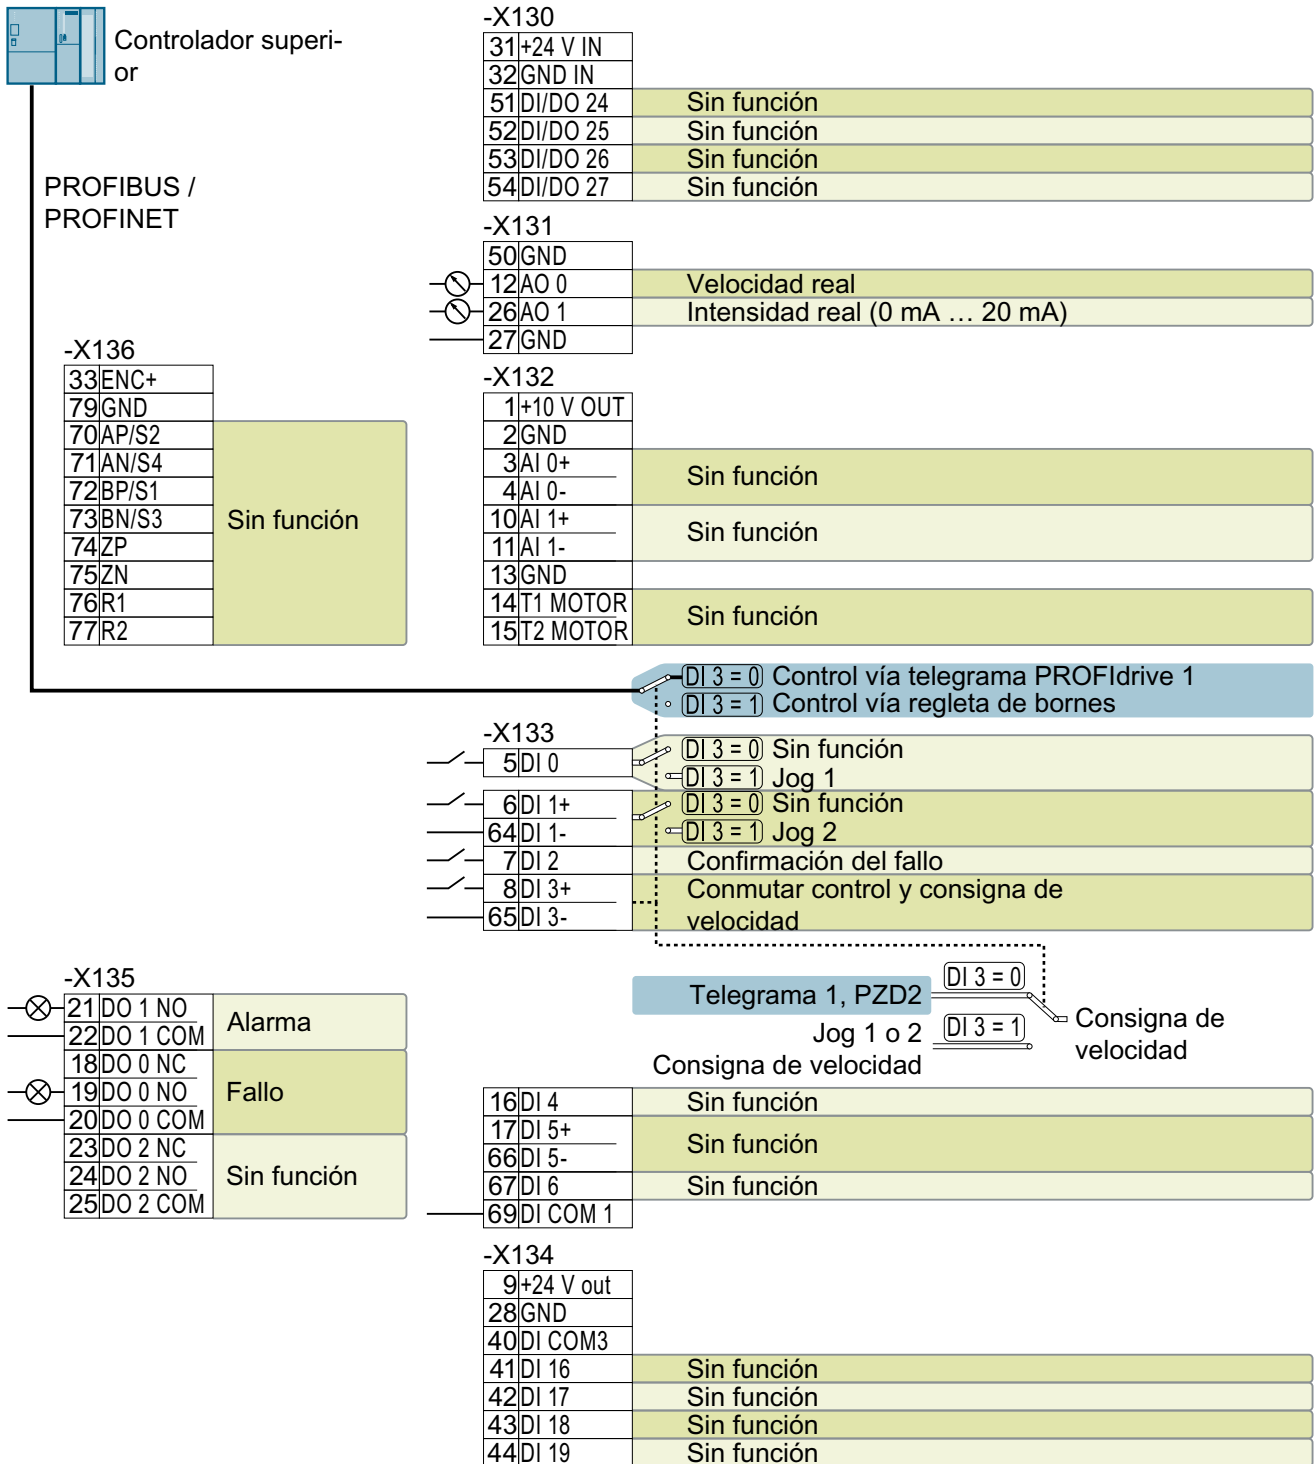 Controlador superi-
or
PROFIBUS /
PROFINET
-X136
33 ENC+
79 GND
70 AP/S2
71 AN/S4
72 BP/S1
73 BN/S3
74 ZP
75 ZN
76 R1
77 R2
Sin función
-X135
21 DO 1 NO
22 DO 1 COM
Alarma
18 DO 0 NC
19 DO 0 NO
20 DO 0 COM
Fallo
23 DO 2 NC
24 DO 2 NO
25 DO 2 COM
Sin función
-X130
31 +24 V IN
32 GND IN
51 DI/DO 24 Sin función
52 DI/DO 25 Sin función
53 DI/DO 26 Sin función
54 DI/DO 27 Sin función
-X131
50 GND
12 AO 0 Velocidad real
26 AO 1 Intensidad real (0 mA … 20 mA)
27 GND
-X132
1 +10 V OUT
2 GND
3 AI 0+
4 AI 0-
Sin función
10 AI 1+
11 AI 1-
Sin función
13 GND
14 T1 MOTOR
15 T2 MOTOR
Sin función
DI 3 = 0 Control vía telegrama PROFIdrive 1
DI 3 = 1 Control vía regleta de bornes
-X133
5 DI 0
DI 3 = 0 Sin función
DI 3 = 1 Jog 1
6 DI 1+ DI 3 = 0 Sin función
64 DI 1- DI 3 = 1 Jog 2
7 DI 2 Confirmación del fallo
8 DI 3+ Conmutar control y consigna de
65 DI 3- velocidad
Telegrama 1, PZD2 DI 3 = 0
Jog 1 o 2 DI 3 = 1
Consigna de velocidad
Consigna de
velocidad
16 DI 4 Sin función
17 DI 5+
66 DI 5-
Sin función
67 DI 6 Sin función
69 DI COM 1
-X134
9 +24 V out
28 GND
40 DI COM3
41 DI 16 Sin función
42 DI 17 Sin función
43 DI 18 Sin función
44 DI 19 Sin función